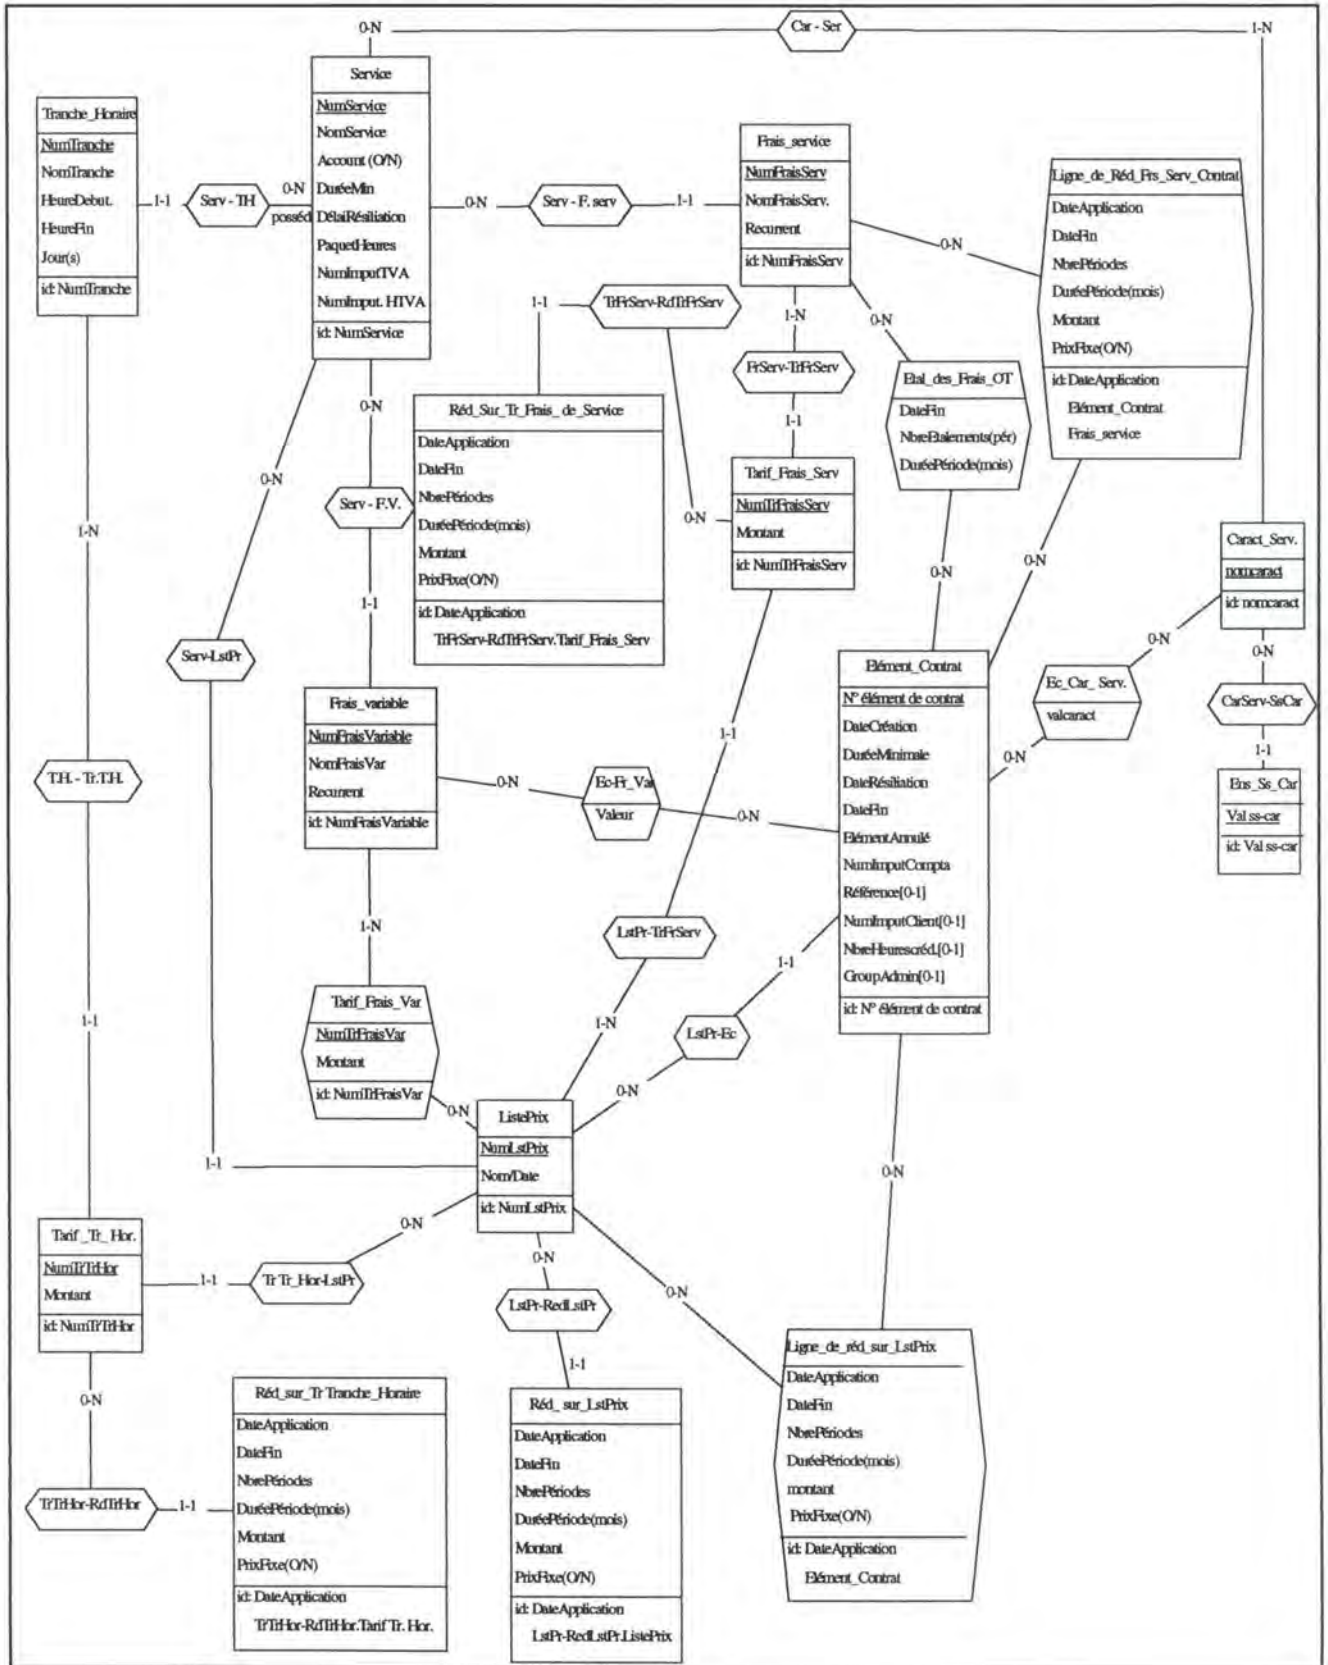 0-N
Car - Ser
1-N
Service
NumService
NomService
Account (O/N)
DuréeMin
DélaiRésiliation
PaquetHeures
NumImputTVA
NumImput. HTVA
id: NumService
Tranche_Horaire
NumTranche
NomTranche
HeureDebut.
HeureFin
Jour(s)
id: NumTranche
1-1
Serv - TH
0-N
posséd
0-N
Serv - F. serv
1-1
Frais_service
NumFraisServ
NomFraisServ.
Recurrent
id: NumFraisServ
Ligne_de_Réd_Frs_Serv_Contrat
DateApplication
DateFin
NbrePériodes
DuréePériode(mois)
Montant
PrixFixe(O/N)
id: DateApplication
Elément_Contrat
Frais_service
0-N
0-N
1-1
TrFrServ-RdTrFrServ
1-N
FrServ-TrFrServ
1-1
Etal_des_Frais_OT
DateFin
NbreEtalements(pér)
DuréePériode(mois)
0-N
Réd_Sur_Tr_Frais_ de_Service
DateApplication
DateFin
NbrePériodes
DuréePériode(mois)
Montant
PrixFixe(O/N)
id: DateApplication
TrFrServ-RdTrFrServ.Tarif_Frais_Serv
0-N
Serv - F.V.
1-1
0-N
Tarif_Frais_Serv
NumTrFraisServ
Montant
id: NumTrFraisServ
0-N
0-N
0-N
Caract_Serv.
nomcaract
id: nomcaract
0-N
CarServ-SsCar
1-1
Ens_Ss_Car
Val ss-car
id: Val ss-car
1-N
Serv-LstPr
T.H. - Tr.T.H.
1-1
Frais_variable
NumFraisVariable
NomFraisVar
Recurrent
id: NumFraisVariable
0-N
Ec-Fr_Var
Valeur
0-N
1-1
Elément_Contrat
N° élément de contrat
DateCréation
DuréeMinimale
DateRésiliation
DateFin
ElémentAnnulé
NumImputCompta
Référence[0-1]
NumImputClient[0-1]
NbreHeurescréd.[0-1]
GroupAdmin[0-1]
id: N° élément de contrat
0-N
Ec_Car_ Serv.
valcaract
0-N
1-N
LstPr-TrFrServ
1-N
1-1
LstPr-Ec
0-N
Tarif_Frais_Var
NumTrFraisVar
Montant
id: NumTrFraisVar
0-N
ListePrix
NumLstPrix
Nom/Date
id: NumLstPrix
1-1
0-N
Tarif _Tr_ Hor.
NumTrTrHor
Montant
id: NumTrTrHor
1-1
Tr Tr_Hor-LstPr
0-N
0-N
LstPr-RedLstPr
1-1
0-N
0-N
TrTrHor-RdTrHor
1-1
Réd_sur_Tr Tranche_Horaire
DateApplication
DateFin
NbrePériodes
DuréePériode(mois)
Montant
PrixFixe(O/N)
id: DateApplication
TrTrHor-RdTrHor.Tarif Tr. Hor.
Réd_ sur_LstPrix
DateApplication
DateFin
NbrePériodes
DuréePériode(mois)
Montant
PrixFixe(O/N)
id: DateApplication
LstPr-RedLstPr.ListePrix
Ligne_de_réd_sur_LstPrix
DateApplication
DateFin
NbrePériodes
DuréePériode(mois)
montant
PrixFixe(O/N)
id: DateApplication
Elément_Contrat